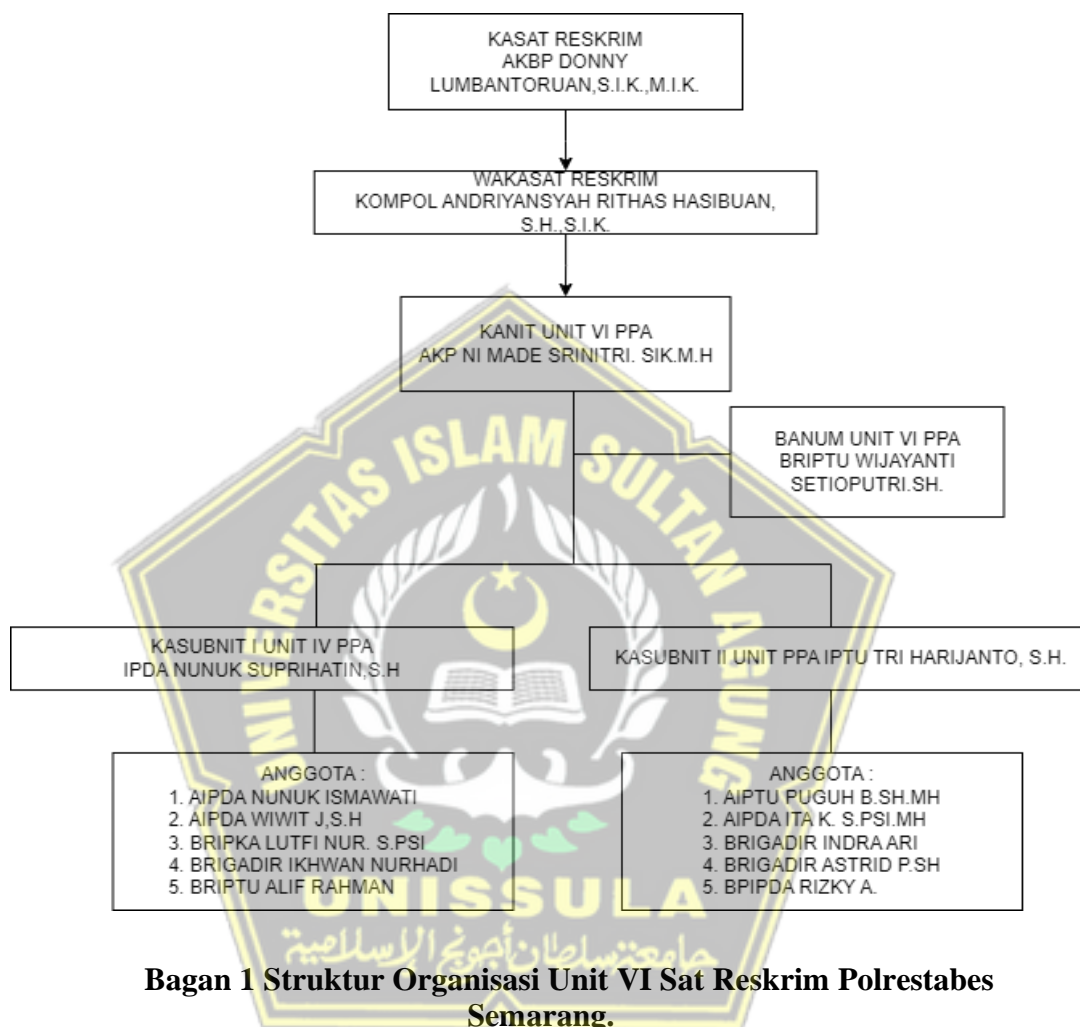 KASAT RESKRIM
AKBP DONNY
LUMBANTORUAN,S.I.K.,M.I.K.
WAKASAT RESKRIM
KOMPOL ANDRIYANSYAH RITHAS HASIBUAN,
S.H.,S.I.K.
KANIT UNIT VI PPA
AKP NI MADE SRINITRI. SIK.M.H
BANUM UNIT VI PPA
BRIPTU WIJAYANTI
SETIOPUTRI.SH.
KASUBNIT I UNIT IV PPA
IPDA NUNUK SUPRIHATIN,S.H
KASUBNIT II UNIT PPA IPTU TRI HARIJANTO, S.H.
ANGGOTA :
1. AIPDA NUNUK ISMAWATI
2. AIPDA WIWIT J,S.H
3. BRIPKA LUTFI NUR. S.PSI
4. BRIGADIR IKHWAN NURHADI
5. BRIPTU ALIF RAHMAN
ANGGOTA :
1. AIPTU PUGUH B.SH.MH
2. AIPDA ITA K. S.PSI.MH
3. BRIGADIR INDRA ARI
4. BRIGADIR ASTRID P.SH
5. BPIPDA RIZKY A.
UNIVERSITAS ISLAM SULTAN AGUNG
UNISSULA
جامعة سلطان أجونج الإسلامية
Bagan 1 Struktur Organisasi Unit VI Sat Reskrim Polrestabes
Semarang.